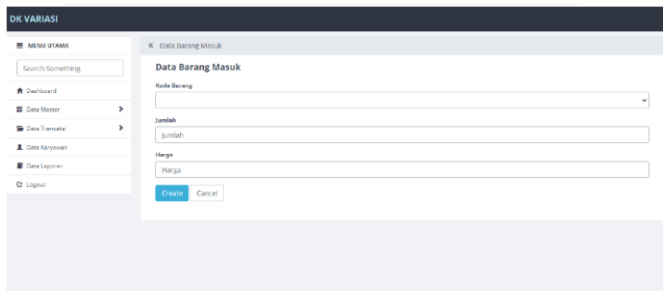 DK VARIASI
MENU UTAMA
Search Something
Dashboard
Data Master
Data Transaksi
Data Karyawan
Data Laporan
Logout
Data Barang Masuk
Data Barang Masuk
Kode Barang
Jumlah
Jumlah
Harga
Harga
Create Cancel